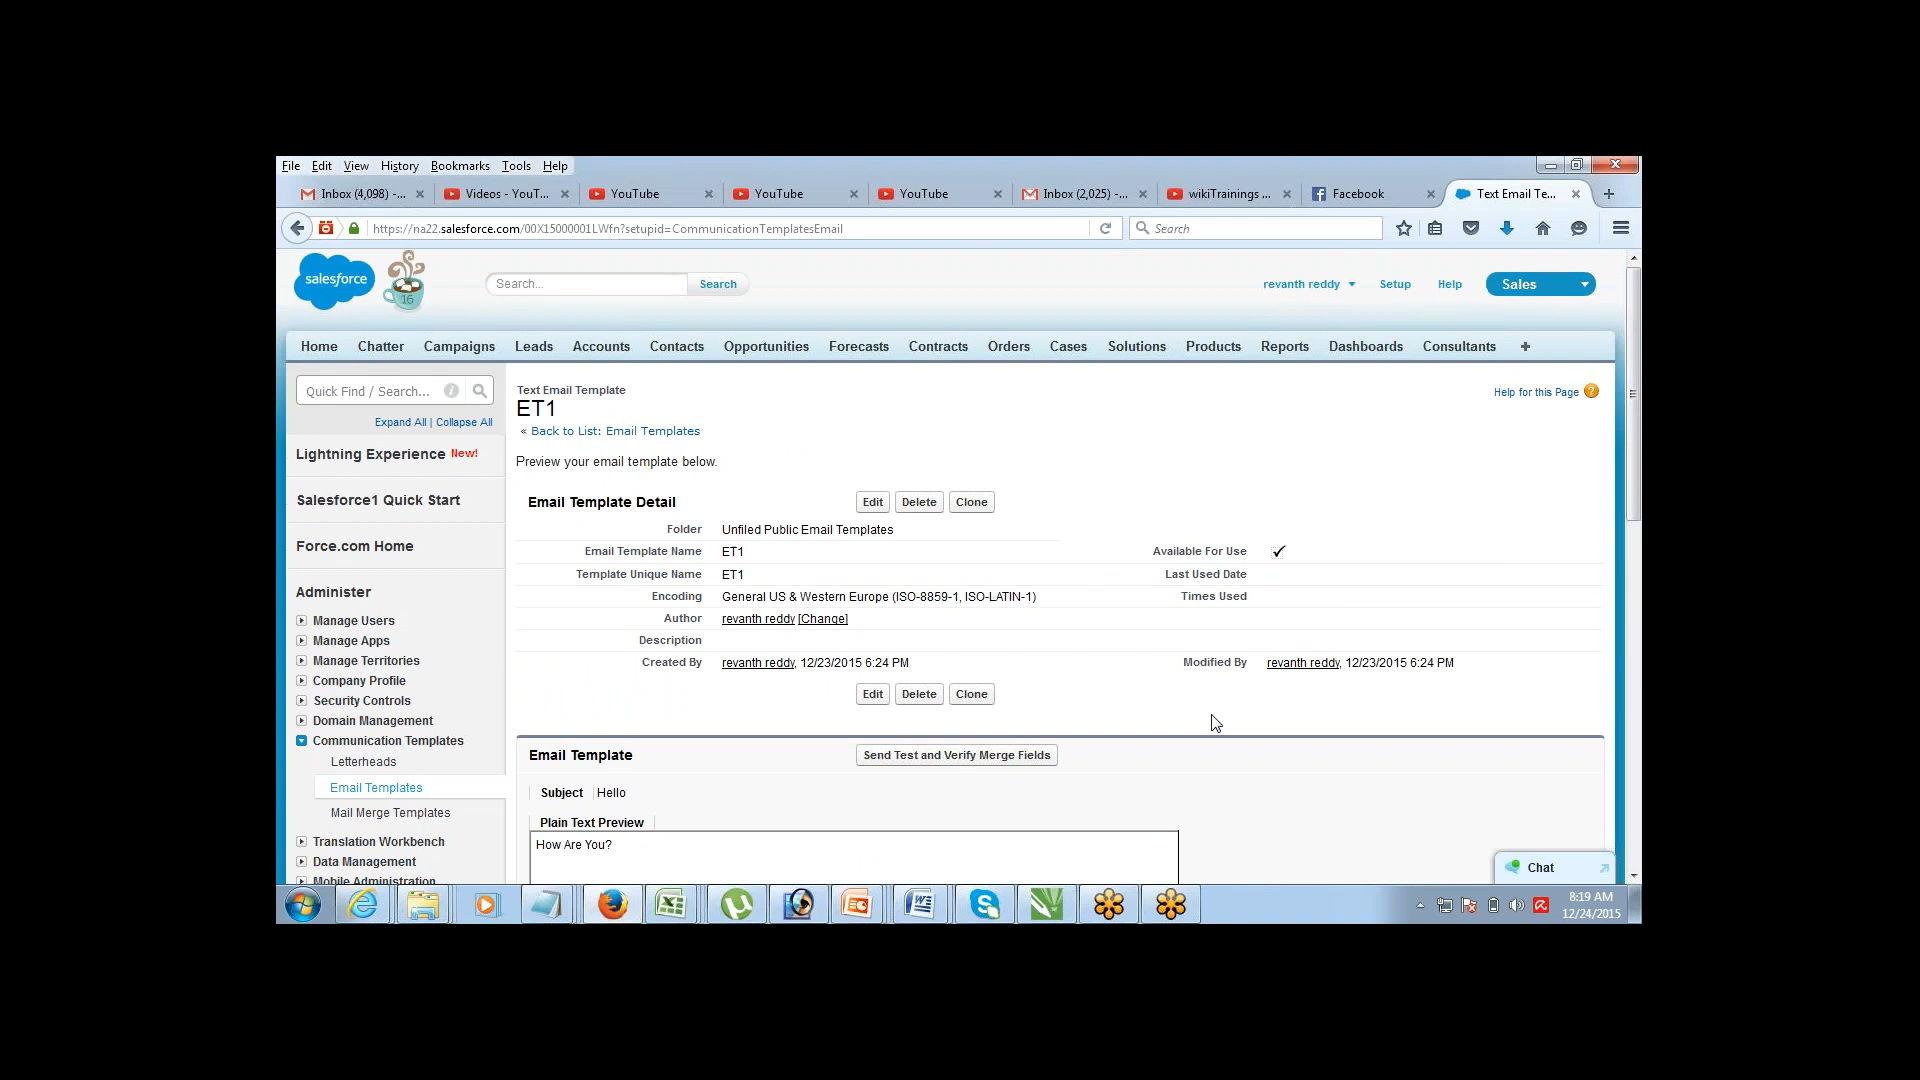 File Edit View History Bookmarks Tools Help
Inbox (4,098) -... Videos - YouT... YouTube YouTube YouTube Inbox (2,025) -... wikiTrainings ... Facebook Text Email Te...
https://na22.salesforce.com/00X15000001LWfn?setupid=CommunicationTemplatesEmail Search
salesforce 16 Search... Search revanth reddy Setup Help Sales
Home Chatter Campaigns Leads Accounts Contacts Opportunities Forecasts Contracts Orders Cases Solutions Products Reports Dashboards Consultants +
Quick Find / Search...
Expand All | Collapse All
Lightning Experience New!
Salesforce1 Quick Start
Force.com Home
Administer
Manage Users
Manage Apps
Manage Territories
Company Profile
Security Controls
Domain Management
Communication Templates
Letterheads
Email Templates
Mail Merge Templates
Translation Workbench
Data Management
Mobile Administration
Text Email Template
ET1
« Back to List: Email Templates
Help for this Page
Preview your email template below.
Email Template Detail Edit Delete Clone
Folder Unfiled Public Email Templates
Email Template Name ET1 Available For Use
Template Unique Name ET1 Last Used Date
Encoding General US & Western Europe (ISO-8859-1, ISO-LATIN-1) Times Used
Author revanth reddy [Change]
Description
Created By revanth reddy, 12/23/2015 6:24 PM Modified By revanth reddy, 12/23/2015 6:24 PM
Edit Delete Clone
Email Template Send Test and Verify Merge Fields
Subject Hello
Plain Text Preview
How Are You?
Chat
8:19 AM
12/24/2015